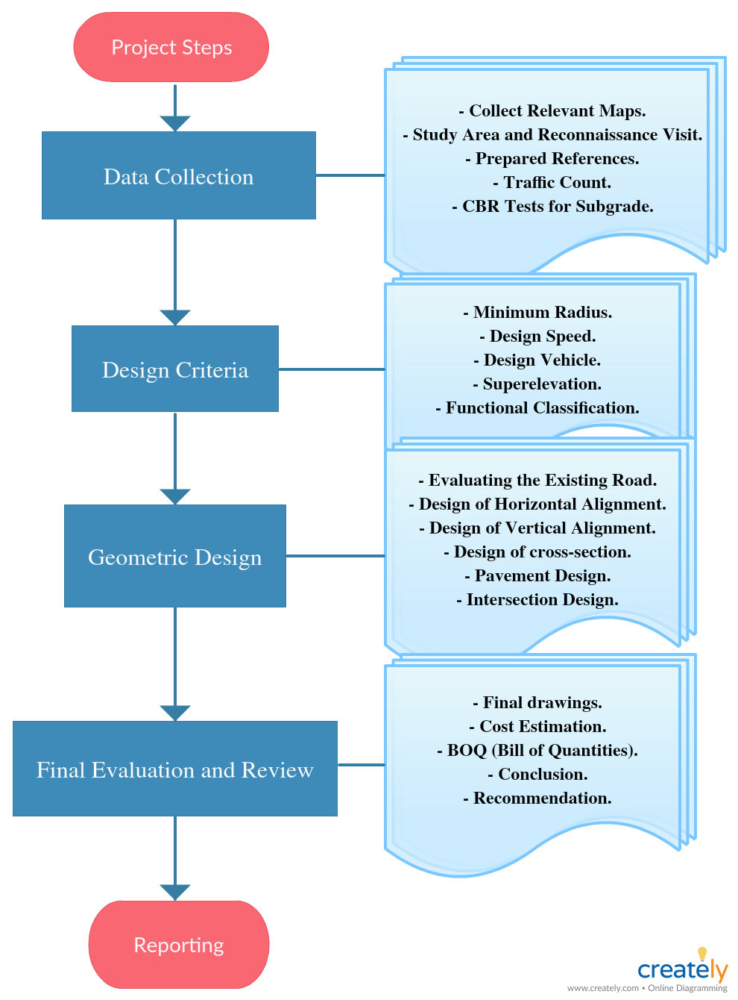 Project Steps
Data Collection
- Collect Relevant Maps.
- Study Area and Reconnaissance Visit.
- Prepared References.
- Traffic Count.
- CBR Tests for Subgrade.
Design Criteria
- Minimum Radius.
- Design Speed.
- Design Vehicle.
- Superelevation.
- Functional Classification.
Geometric Design
- Evaluating the Existing Road.
- Design of Horizontal Alignment.
- Design of Vertical Alignment.
- Design of cross-section.
- Pavement Design.
- Intersection Design.
Final Evaluation and Review
- Final drawings.
- Cost Estimation.
- BOQ (Bill of Quantities).
- Conclusion.
- Recommendation.
Reporting
creately
www.creately.com • Online Diagramming